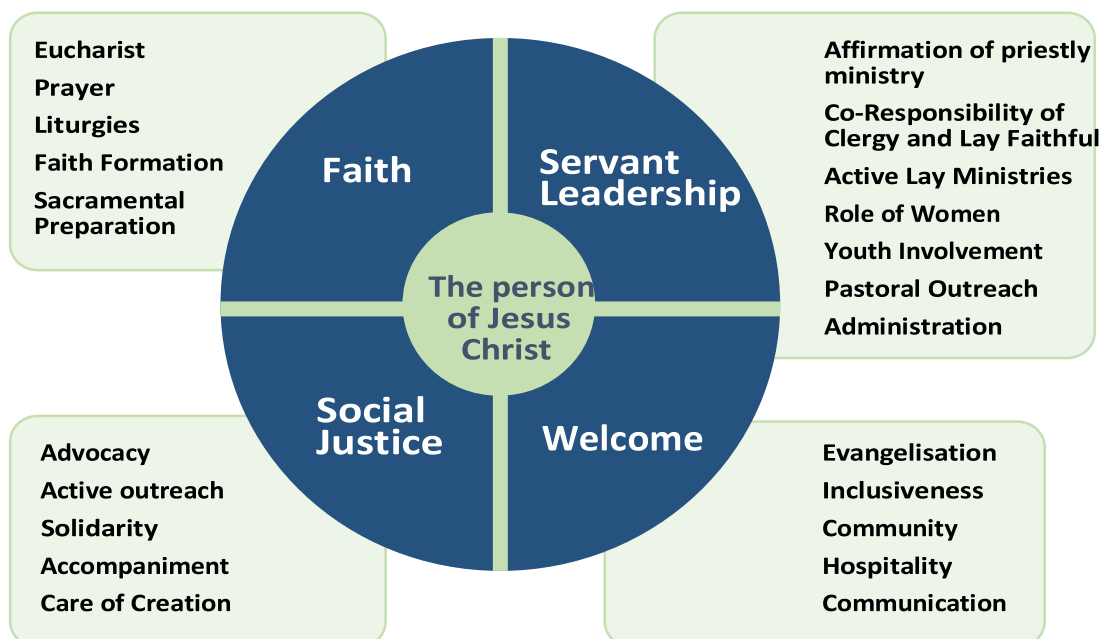 Eucharist
Prayer
Liturgies
Faith Formation
Sacramental
Preparation
Faith
Servant
Leadership
Affirmation of priestly
ministry
Co-Responsibility of
Clergy and Lay Faithful
Active Lay Ministries
Role of Women
Youth Involvement
Pastoral Outreach
Administration
The person
of Jesus
Christ
Social
Justice
Welcome
Advocacy
Active outreach
Solidarity
Accompaniment
Care of Creation
Evangelisation
Inclusiveness
Community
Hospitality
Communication